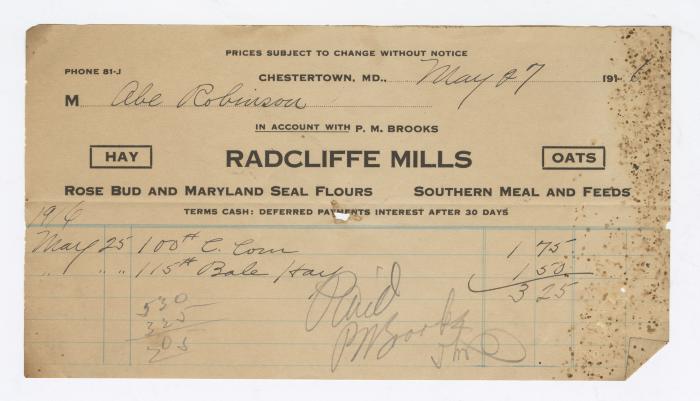 PRICES SUBJECT TO CHANGE WITHOUT NOTICE
PHONE 81-J
CHESTERTOWN, MD., May 27 191
M Abe Robinson
IN ACCOUNT WITH P. M. BROOKS
HAY RADCLIFFE MILLS OATS
ROSE BUD AND MARYLAND SEAL FLOURS SOUTHERN MEAL AND FEEDS
TERMS CASH: DEFERRED PAYMENTS INTEREST AFTER 30 DAYS
1916
May 25 100# C. Corn 1 75
" " 115# Bale Hay 1 50
3 25
530
325
205
Paid
P M Brooks